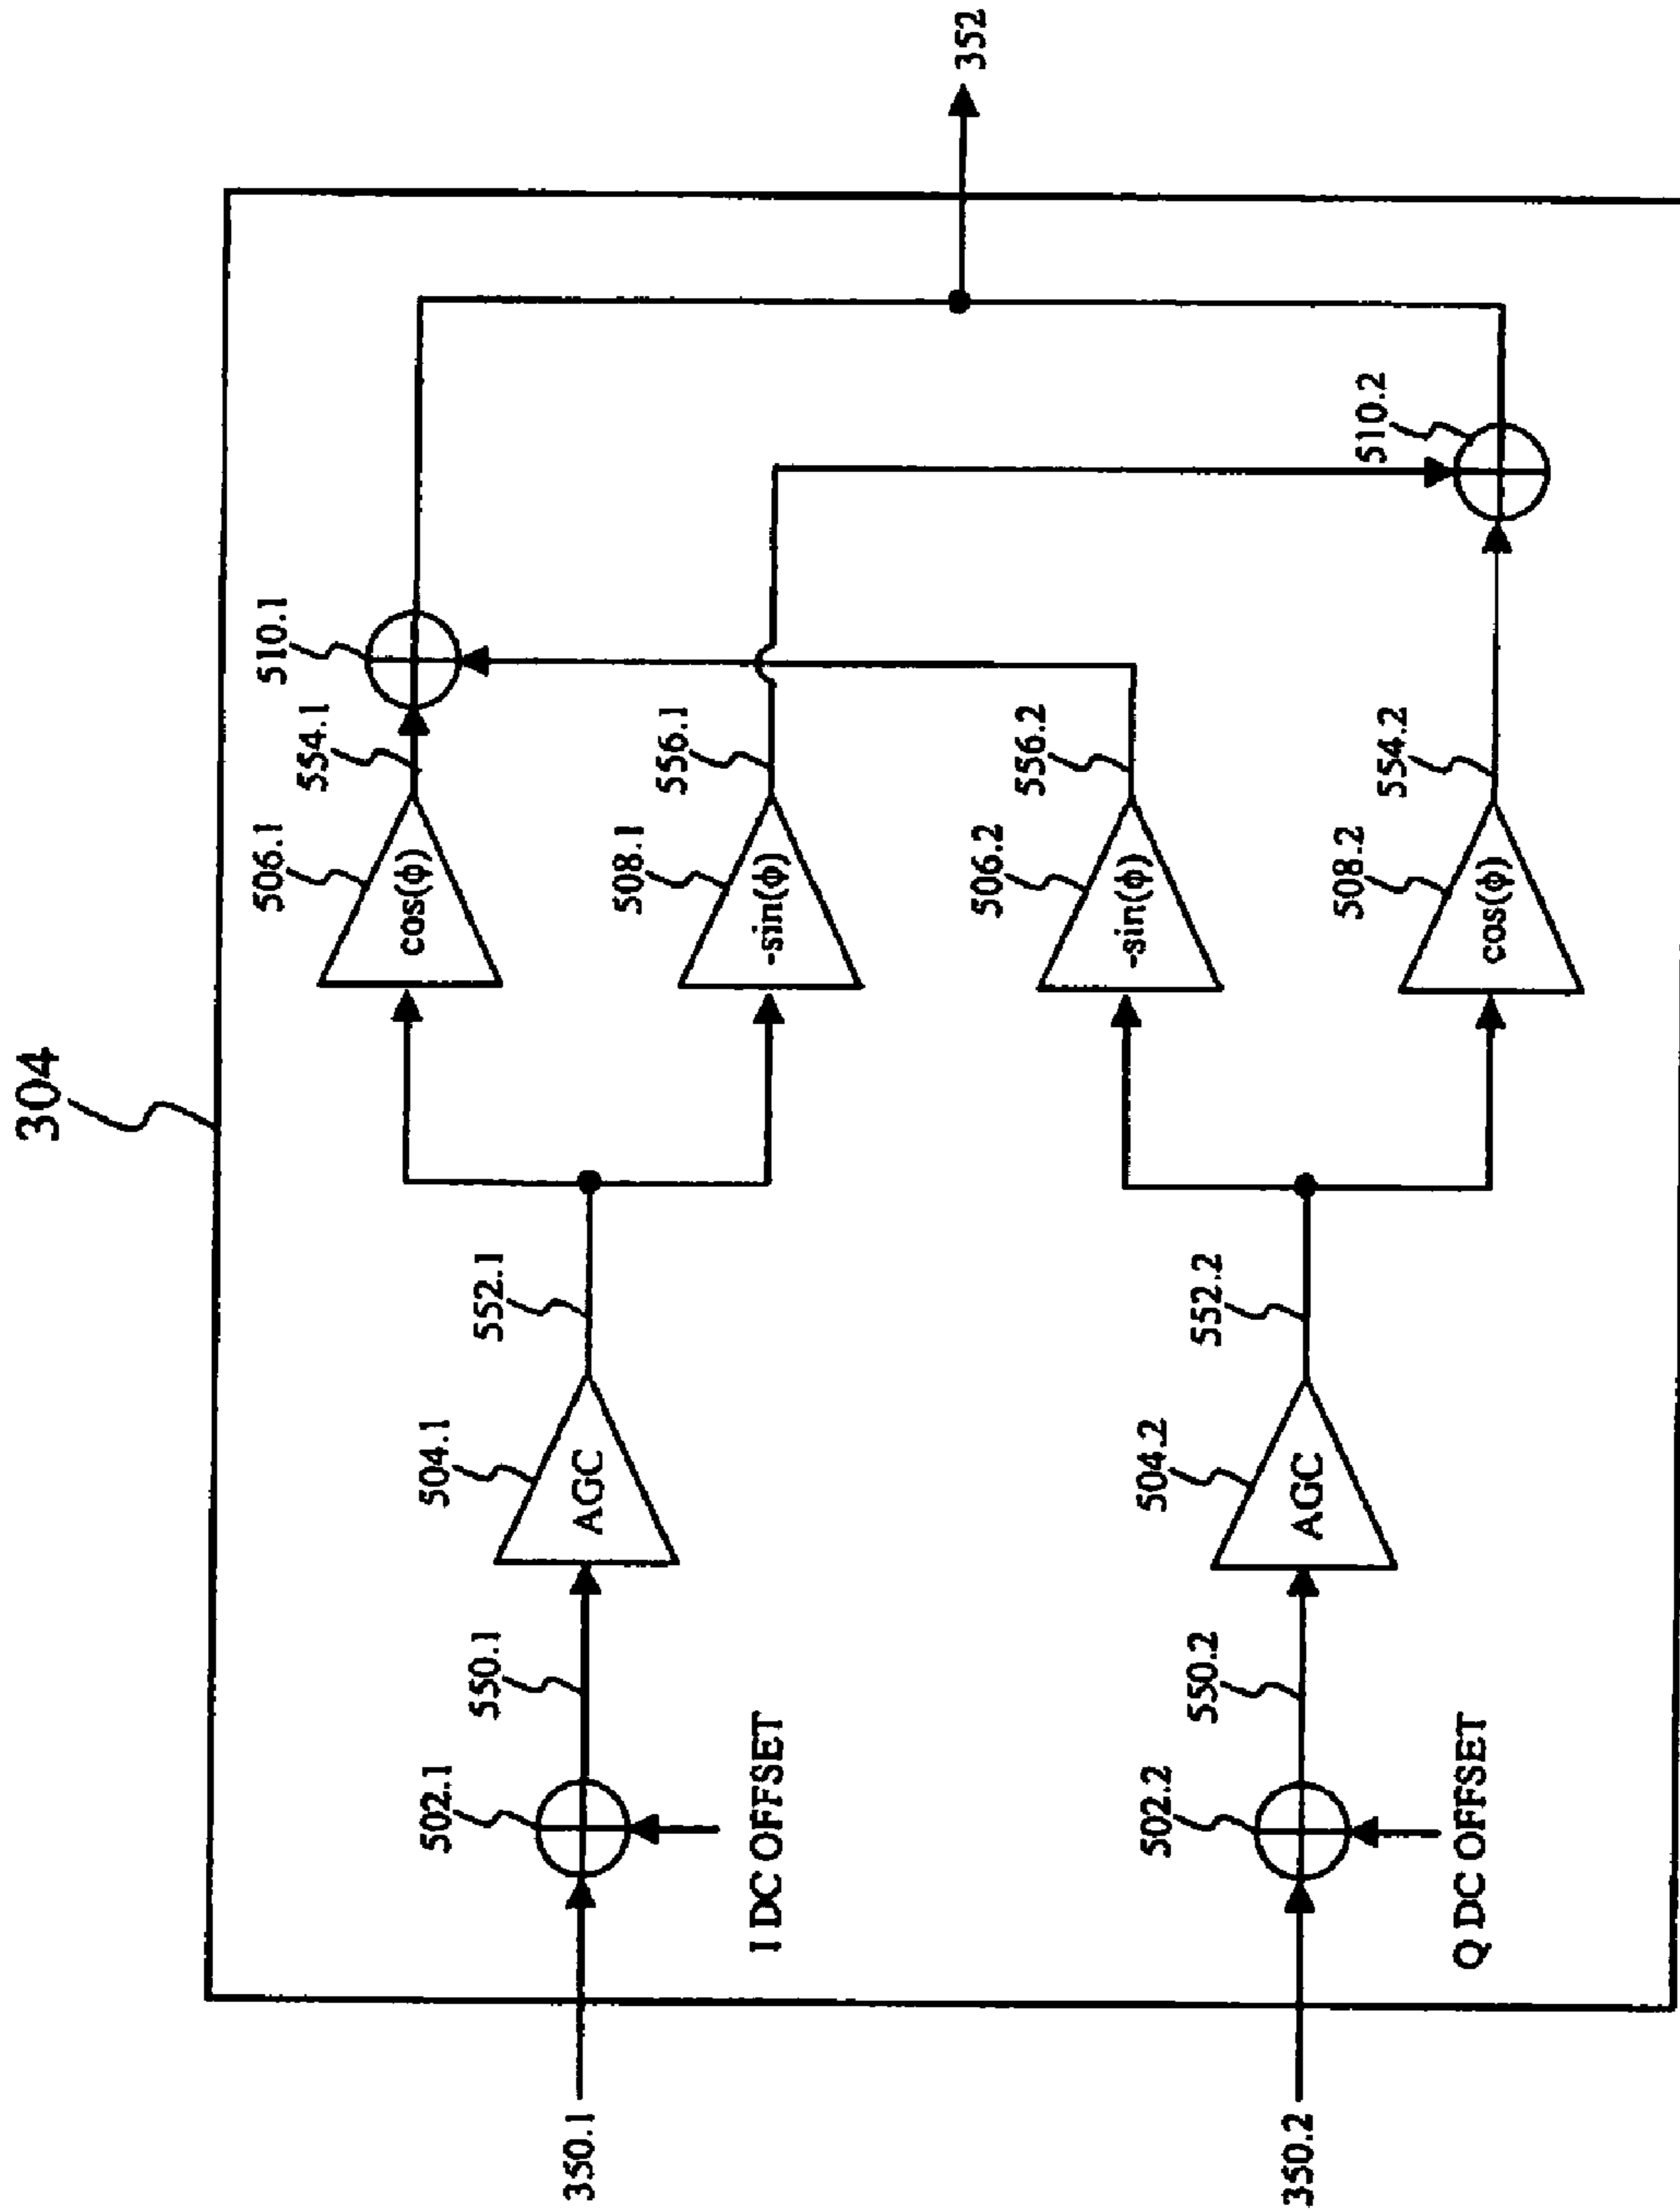 304
350.1
502.1
I DC OFFSET
550.1
504.1
AGC
552.1
506.1
cos(ϕ)
554.1
510.1
508.1
-sin(ϕ)
556.1
350.2
502.2
Q DC OFFSET
550.2
504.2
AGC
552.2
506.2
-sin(ϕ)
556.2
508.2
cos(ϕ)
554.2
510.2
352